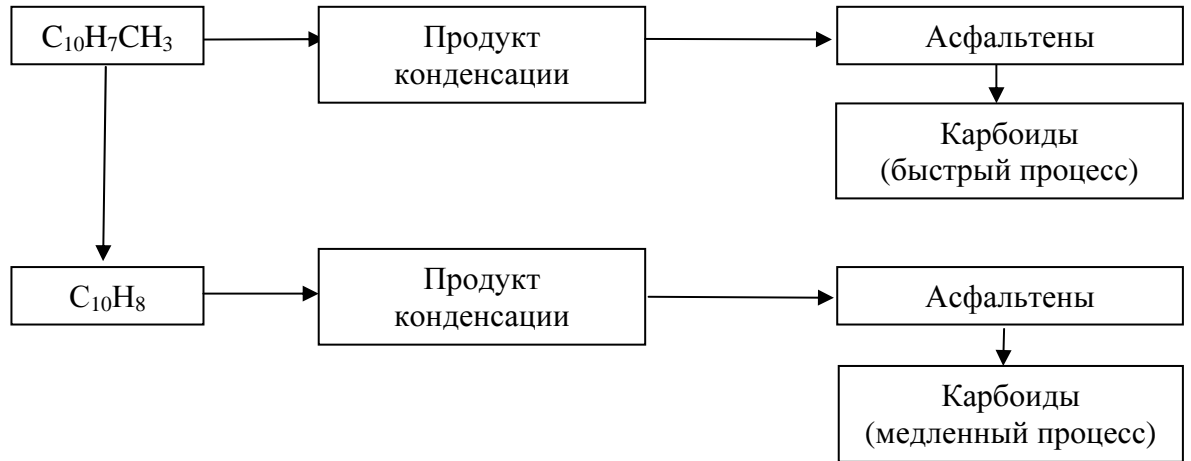 C₁₀H₇CH₃
Продукт
конденсации
Асфальтены
Карбоиды
(быстрый процесс)
C₁₀H₈
Продукт
конденсации
Асфальтены
Карбоиды
(медленный процесс)